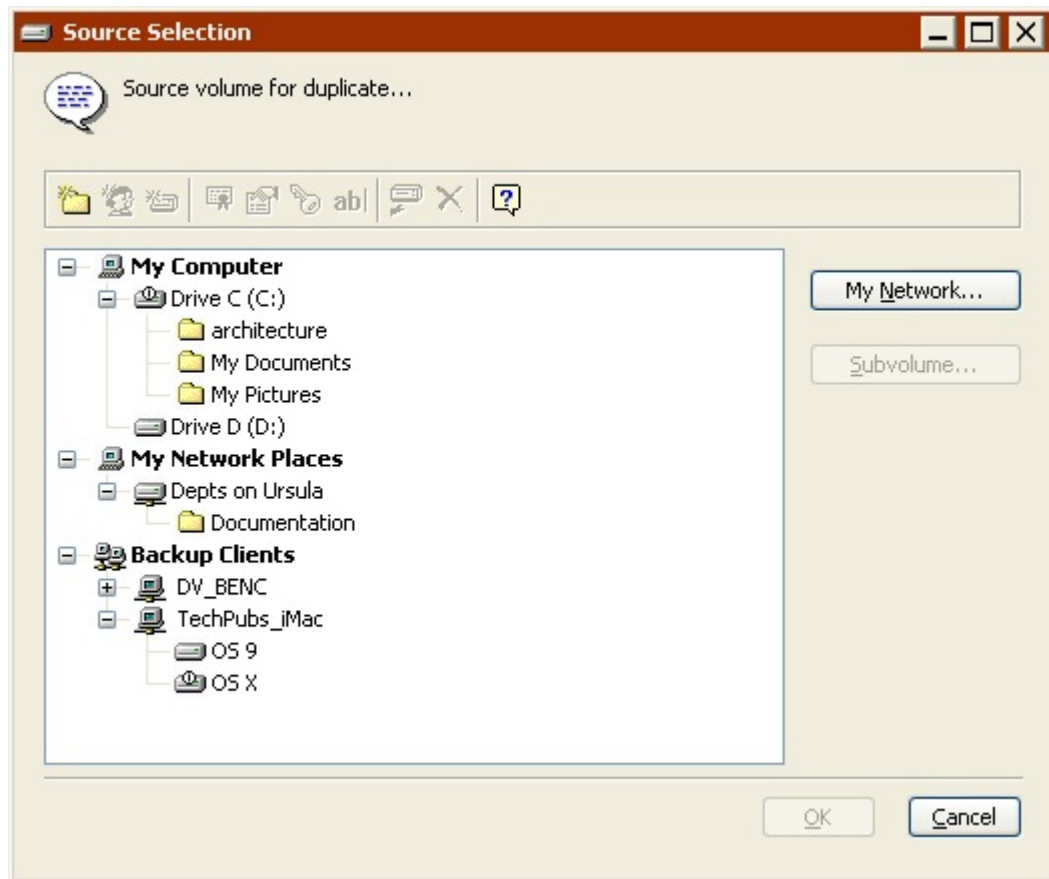 Source Selection
Source volume for duplicate...
ab|
My Computer
Drive C (C:)
architecture
My Documents
My Pictures
Drive D (D:)
My Network Places
Depts on Ursula
Documentation
Backup Clients
DV_BENC
TechPubs_iMac
OS 9
OS X
My Network...
Subvolume...
OK
Cancel